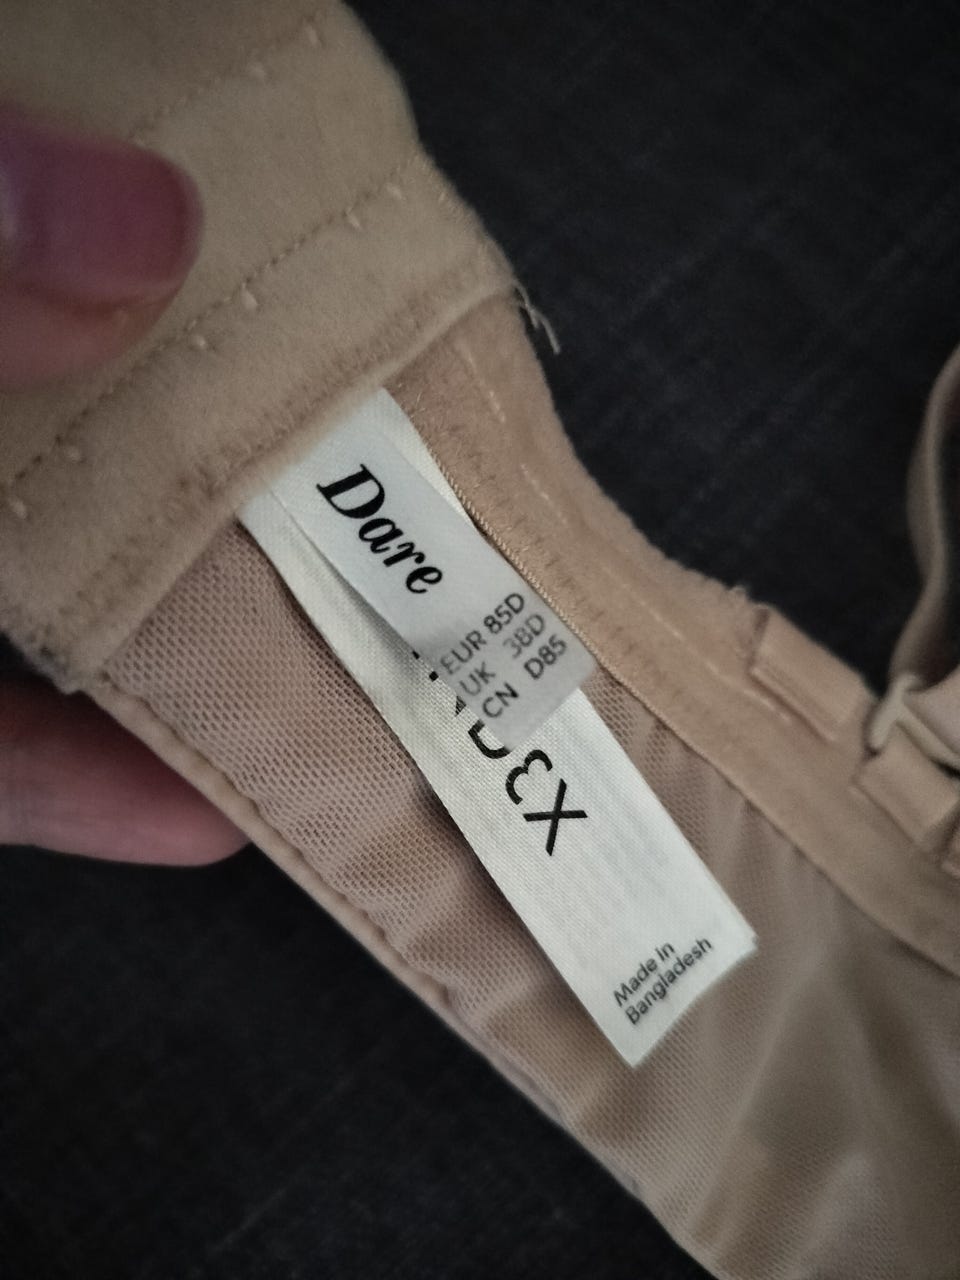 Dare
EUR 85D
UK 38D
CN D85
Made in
Bangladesh